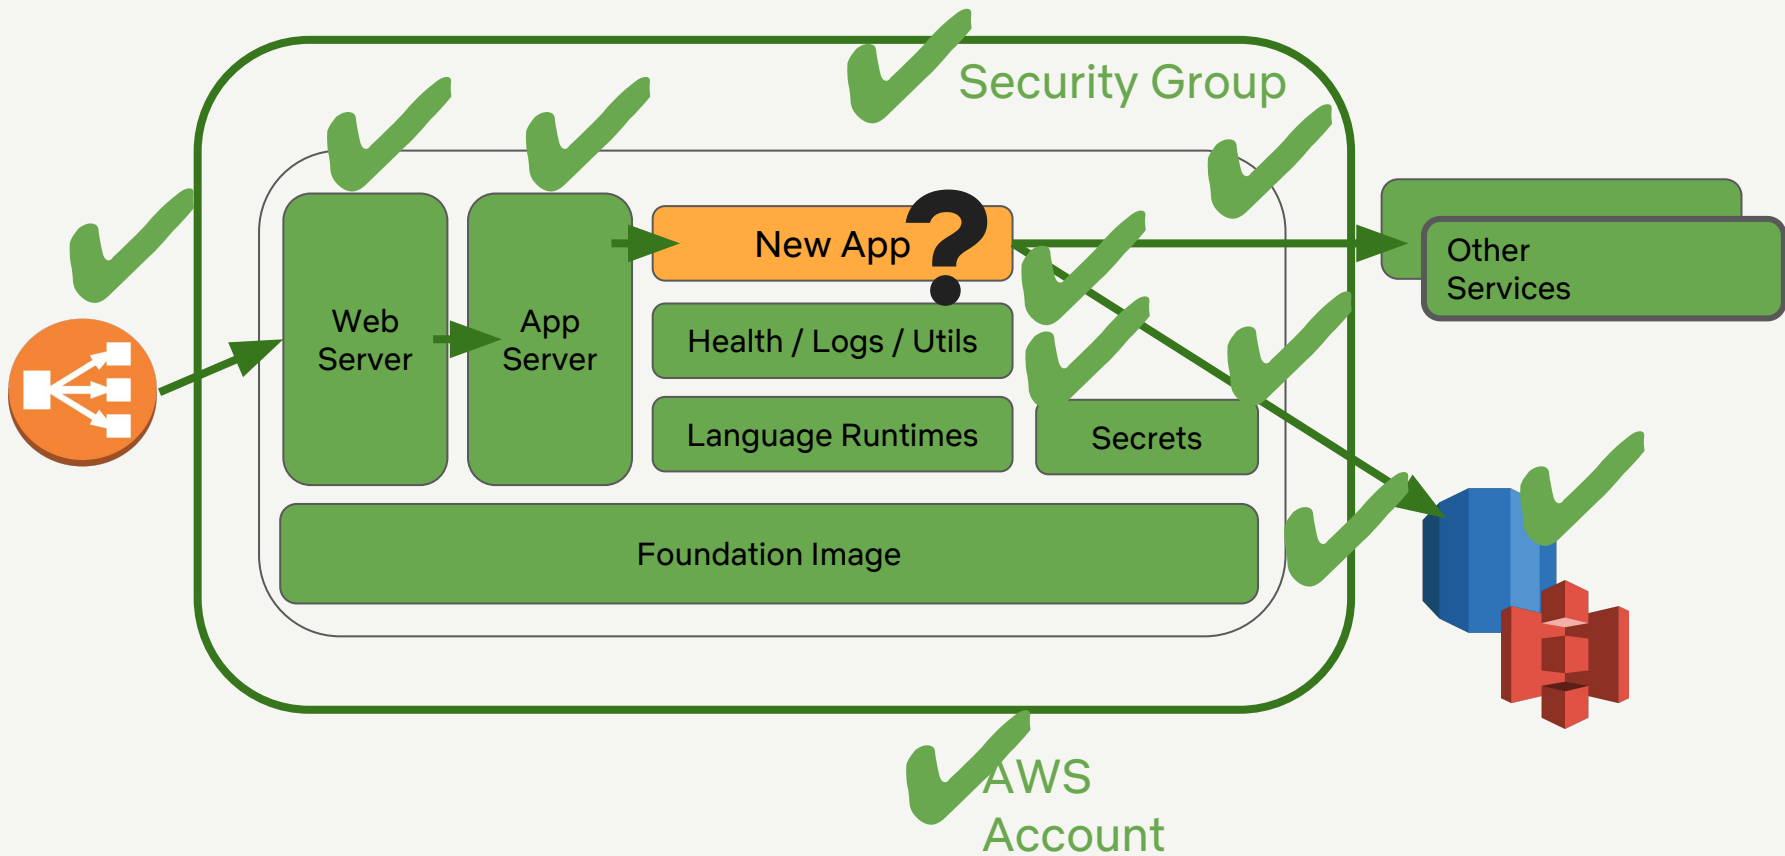 Security Group
Web
Server
App
Server
New App
?
Health / Logs / Utils
Language Runtimes
Secrets
Foundation Image
Other
Services
AWS
Account